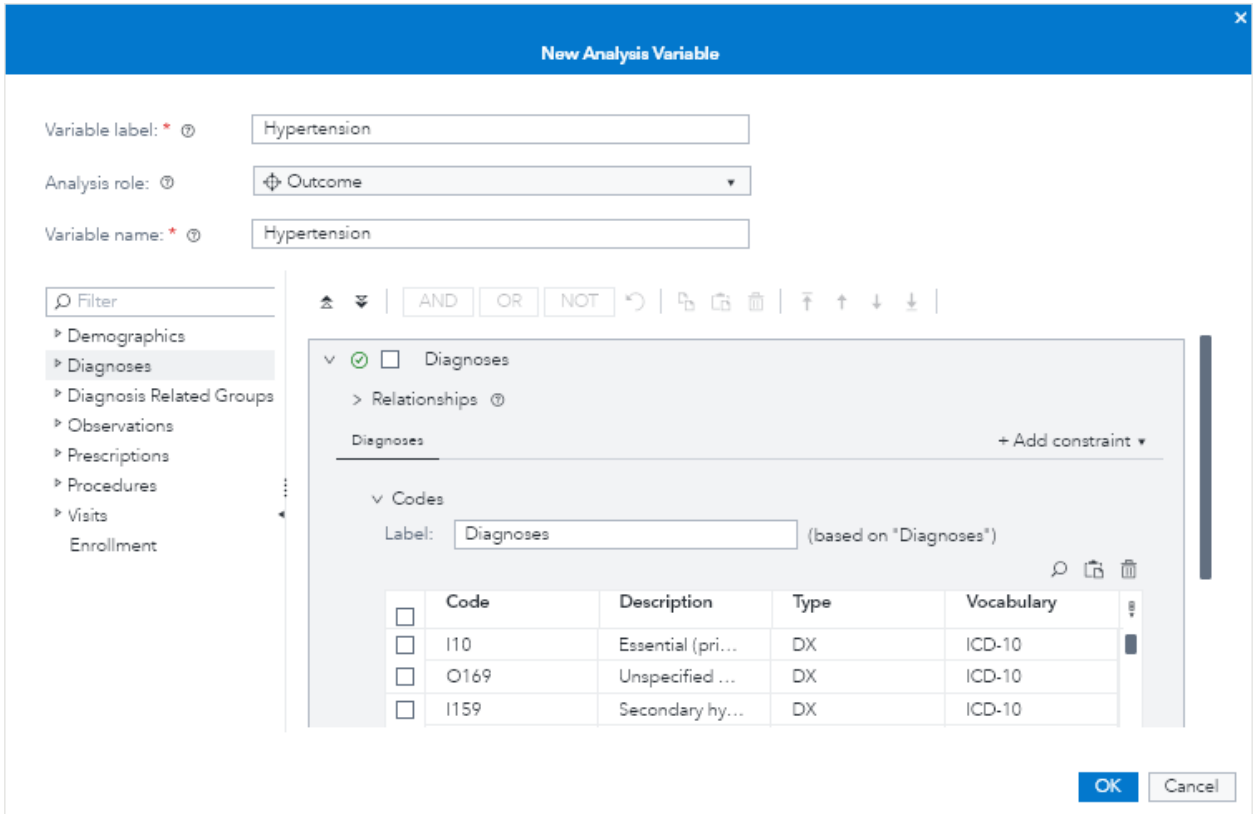 New Analysis Variable
Variable label: * Hypertension
Analysis role: Outcome
Variable name: * Hypertension
Filter
AND OR NOT
Demographics
Diagnoses
Diagnosis Related Groups
Observations
Prescriptions
Procedures
Visits
Enrollment
Diagnoses
Relationships
Diagnoses + Add constraint
Codes
Label: Diagnoses (based on "Diagnoses")
Code Description Type Vocabulary
I10 Essential (pri... DX ICD-10
O169 Unspecified ... DX ICD-10
I159 Secondary hy... DX ICD-10
OK Cancel